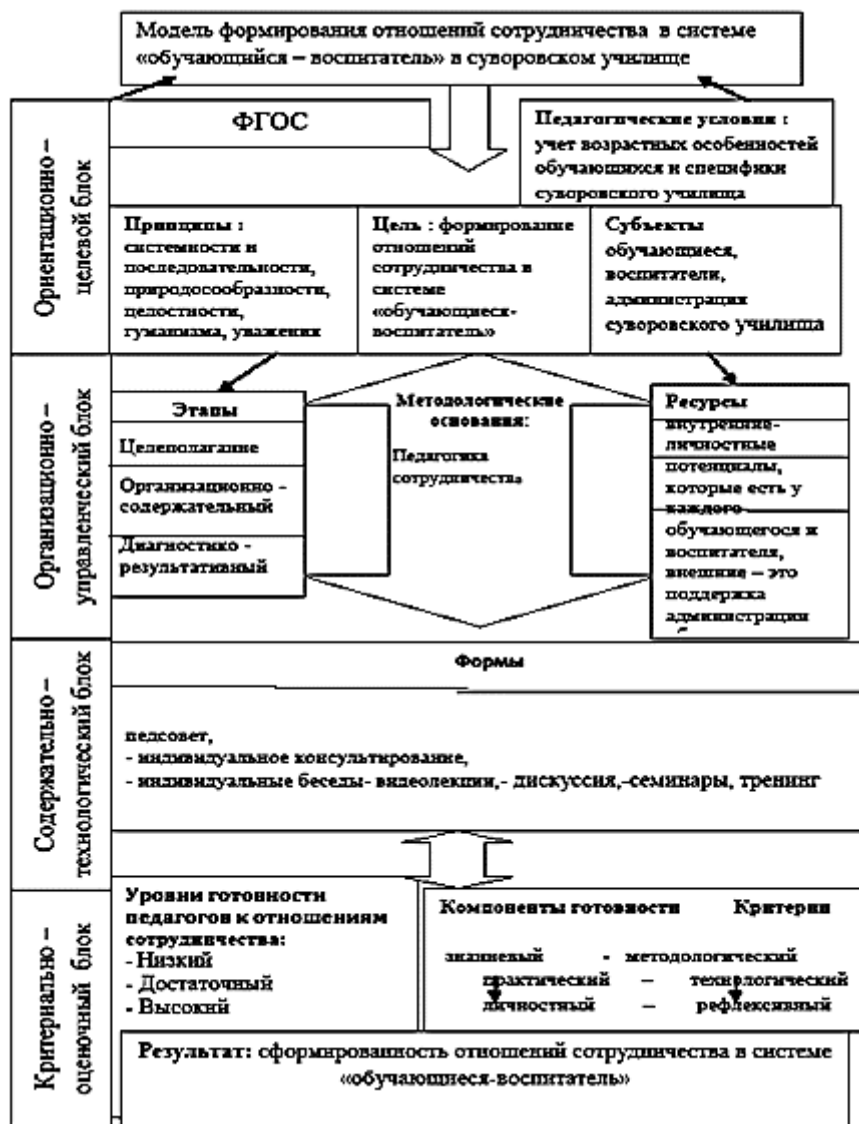 Модель формирования отношений сотрудничества в системе
«обучающийся – воспитатель» в суворовском училище
Ориентационно –
целевой блок
ФГОС
Педагогические условия :
учет возрастных особенностей
обучающихся и специфики
суворовского училища
Принципы :
системности и
последовательности,
природосообразности,
целостности,
гуманизма, уважения
Цель : формирование
отношений
сотрудничества в
системе
«обучающиеся-
воспитатель»
Субъекты
обучающиеся,
воспитатели,
администрация
суворовского училища
Организационно –
управленческий блок
Этапы
Целеполагание
Организационно -
содержательный
Диагностико -
результативный
Методологические
основания:
Педагогика
сотрудничества
Ресурсы
внутренние-
личностные
потенциалы,
которые есть у
каждого
обучающегося и
воспитателя,
внешние – это
поддержка
администрации
Содержательно –
технологический блок
Формы
педсовет,
- индивидуальное консультирование,
- индивидуальные беседы- видеолекции,- дискуссия,-семинары, тренинг
Критериально –
оценочный блок
Уровни готовности
педагогов к отношениям
сотрудничества:
- Низкий
- Достаточный
- Высокий
Компоненты готовности Критерии
знаниевый - методологический
практический – технологический
личностный – рефлексивный
Результат: сформированность отношений сотрудничества в системе
«обучающиеся-воспитатель»